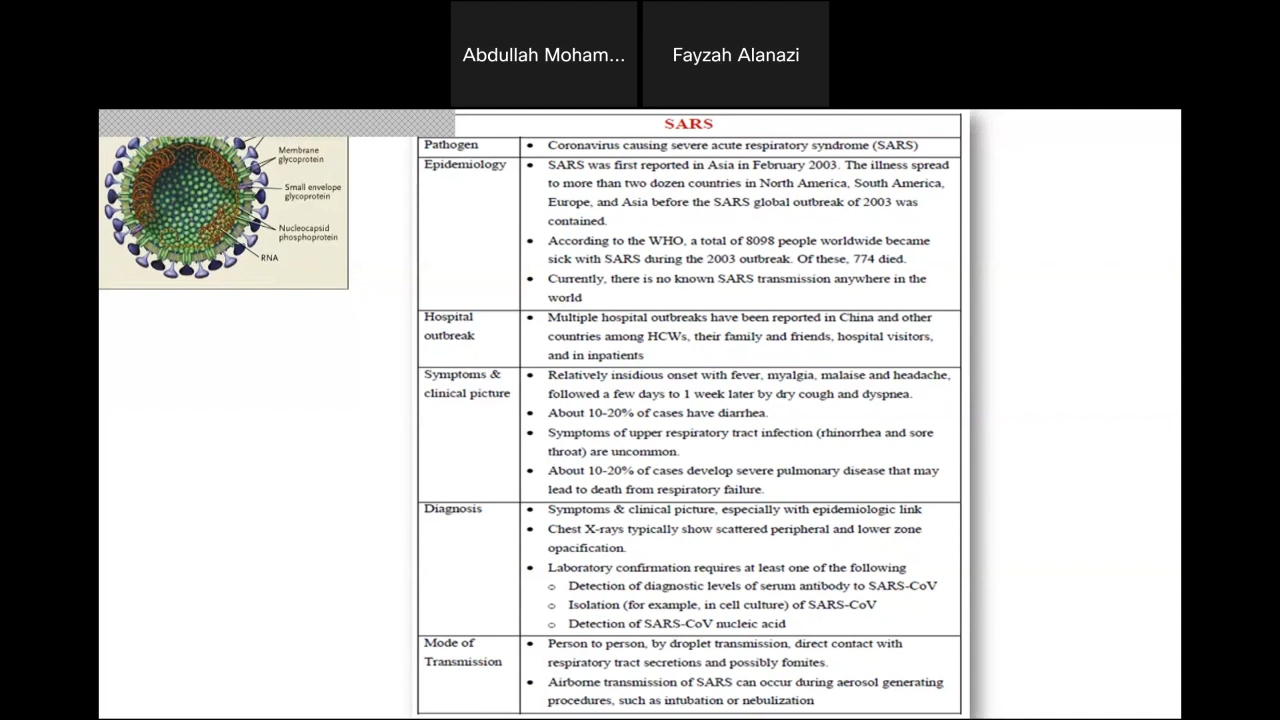 Abdullah Moham...
Fayzah Alanazi
Membrane
glycoprotein
Small envelope
glycoprotein
Nucleocapsid
phosphoprotein
RNA
SARS
Pathogen
• Coronavirus causing severe acute respiratory syndrome (SARS)
Epidemiology
• SARS was first reported in Asia in February 2003. The illness spread
to more than two dozen countries in North America, South America,
Europe, and Asia before the SARS global outbreak of 2003 was
contained.
• According to the WHO, a total of 8098 people worldwide became
sick with SARS during the 2003 outbreak. Of these, 774 died.
• Currently, there is no known SARS transmission anywhere in the
world
Hospital
outbreak
• Multiple hospital outbreaks have been reported in China and other
countries among HCWs, their family and friends, hospital visitors,
and in inpatients
Symptoms &
clinical picture
• Relatively insidious onset with fever, myalgia, malaise and headache,
followed a few days to 1 week later by dry cough and dyspnea.
• About 10-20% of cases have diarrhea.
• Symptoms of upper respiratory tract infection (rhinorrhea and sore
throat) are uncommon.
• About 10-20% of cases develop severe pulmonary disease that may
lead to death from respiratory failure.
Diagnosis
• Symptoms & clinical picture, especially with epidemiologic link
• Chest X-rays typically show scattered peripheral and lower zone
opacification.
• Laboratory confirmation requires at least one of the following
o Detection of diagnostic levels of serum antibody to SARS-CoV
o Isolation (for example, in cell culture) of SARS-CoV
o Detection of SARS-CoV nucleic acid
Mode of
Transmission
• Person to person, by droplet transmission, direct contact with
respiratory tract secretions and possibly fomites.
• Airborne transmission of SARS can occur during aerosol generating
procedures, such as intubation or nebulization